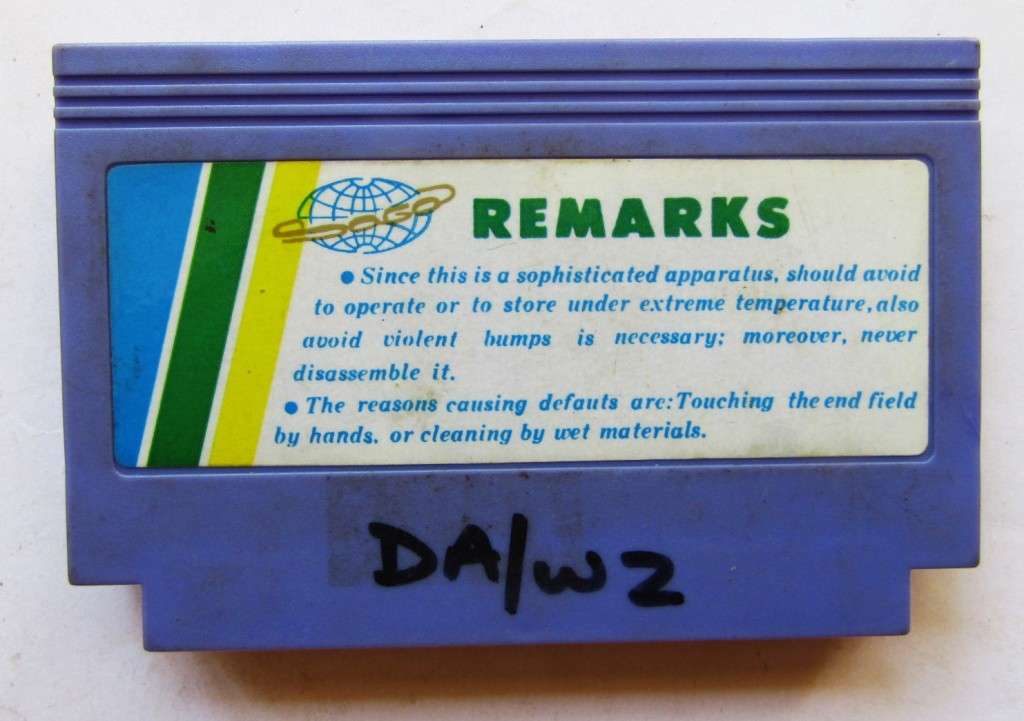 REMARKS
● Since this is a sophisticated apparatus, should avoid
to operate or to store under extreme temperature, also
avoid violent bumps is necessary; moreover, never
disassemble it.
● The reasons causing defauts are: Touching the end field
by hands. or cleaning by wet materials.
DA/W2